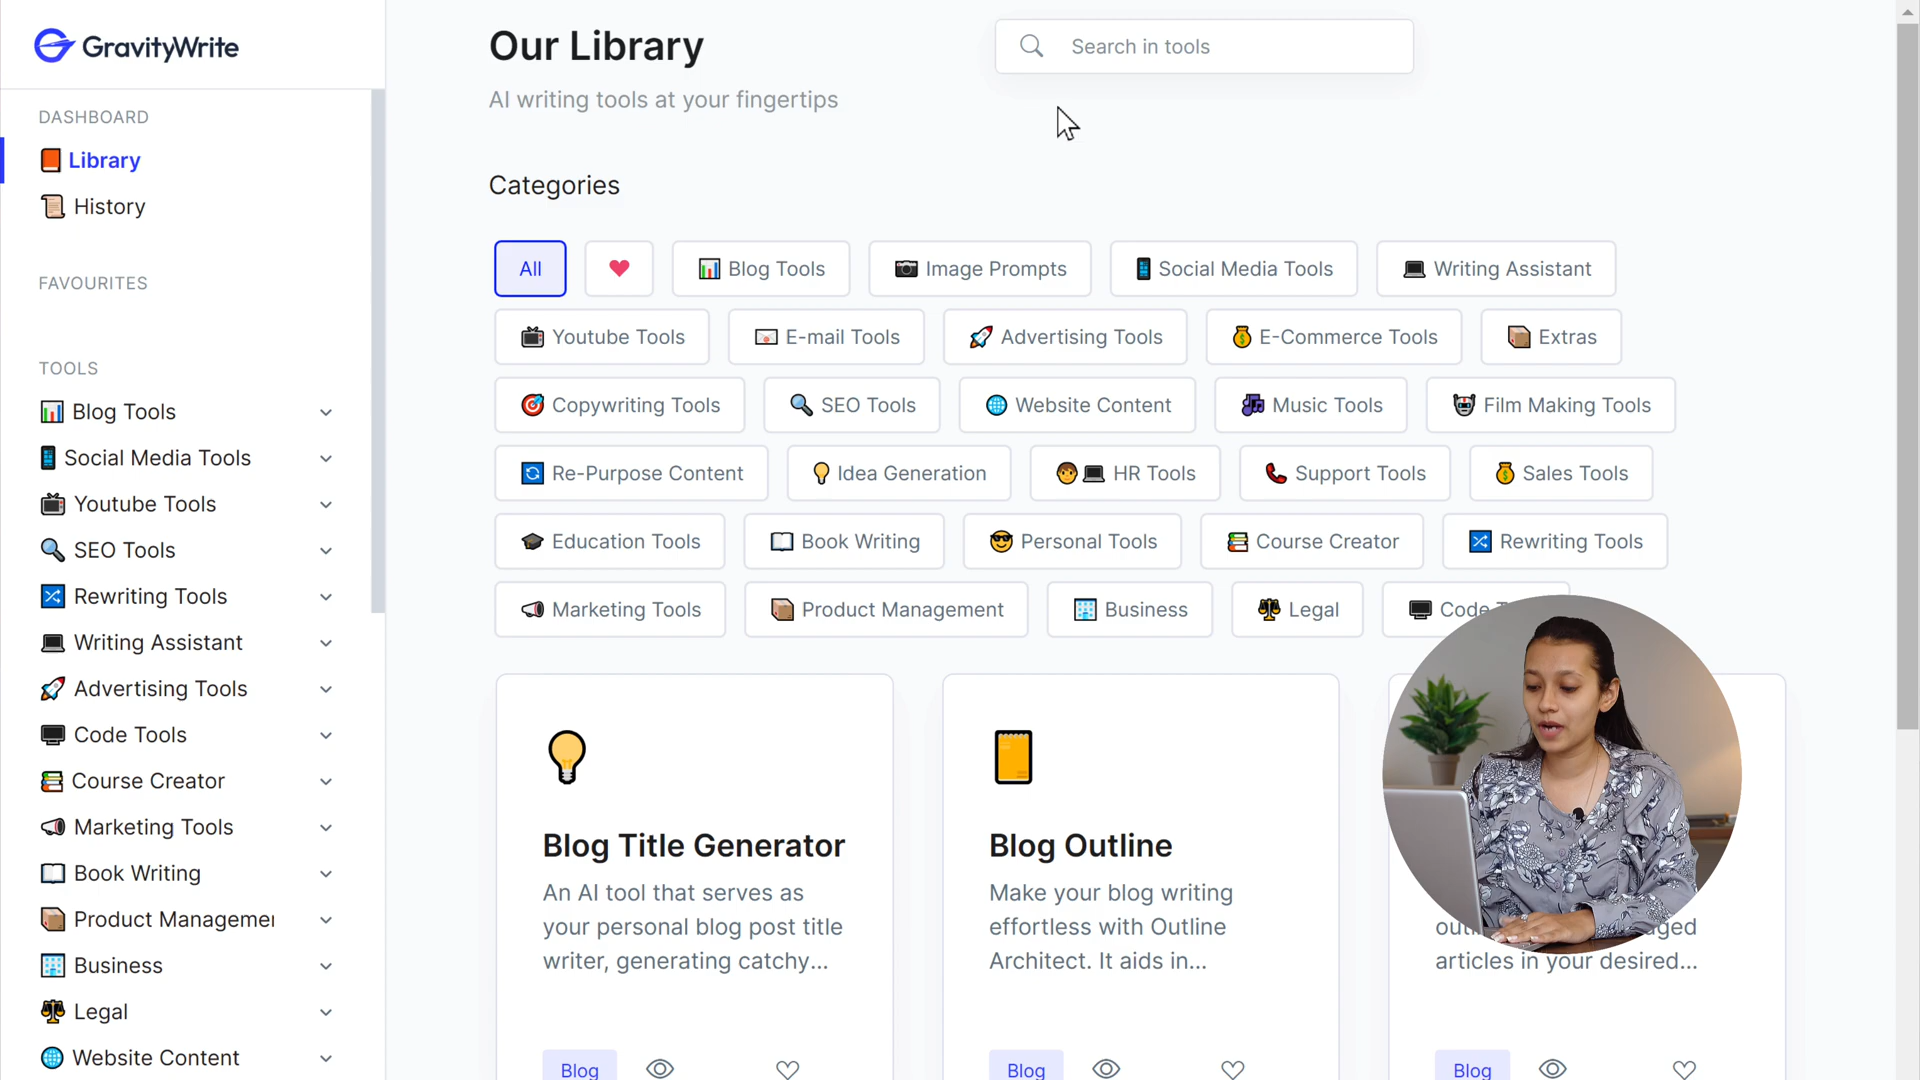 GravityWrite
DASHBOARD
Library
History
FAVOURITES
TOOLS
Blog Tools
Social Media Tools
Youtube Tools
SEO Tools
Rewriting Tools
Writing Assistant
Advertising Tools
Code Tools
Course Creator
Marketing Tools
Book Writing
Product Managemen
Business
Legal
Website Content
Our Library
Search in tools
AI writing tools at your fingertips
Categories
All
Blog Tools
Image Prompts
Social Media Tools
Writing Assistant
Youtube Tools
E-mail Tools
Advertising Tools
E-Commerce Tools
Extras
Copywriting Tools
SEO Tools
Website Content
Music Tools
Film Making Tools
Re-Purpose Content
Idea Generation
HR Tools
Support Tools
Sales Tools
Education Tools
Book Writing
Personal Tools
Course Creator
Rewriting Tools
Marketing Tools
Product Management
Business
Legal
Code
Blog Title Generator
An AI tool that serves as
your personal blog post title
writer, generating catchy...
Blog
Blog Outline
Make your blog writing
effortless with Outline
Architect. It aids in...
Blog
articles in your desired...
Blog